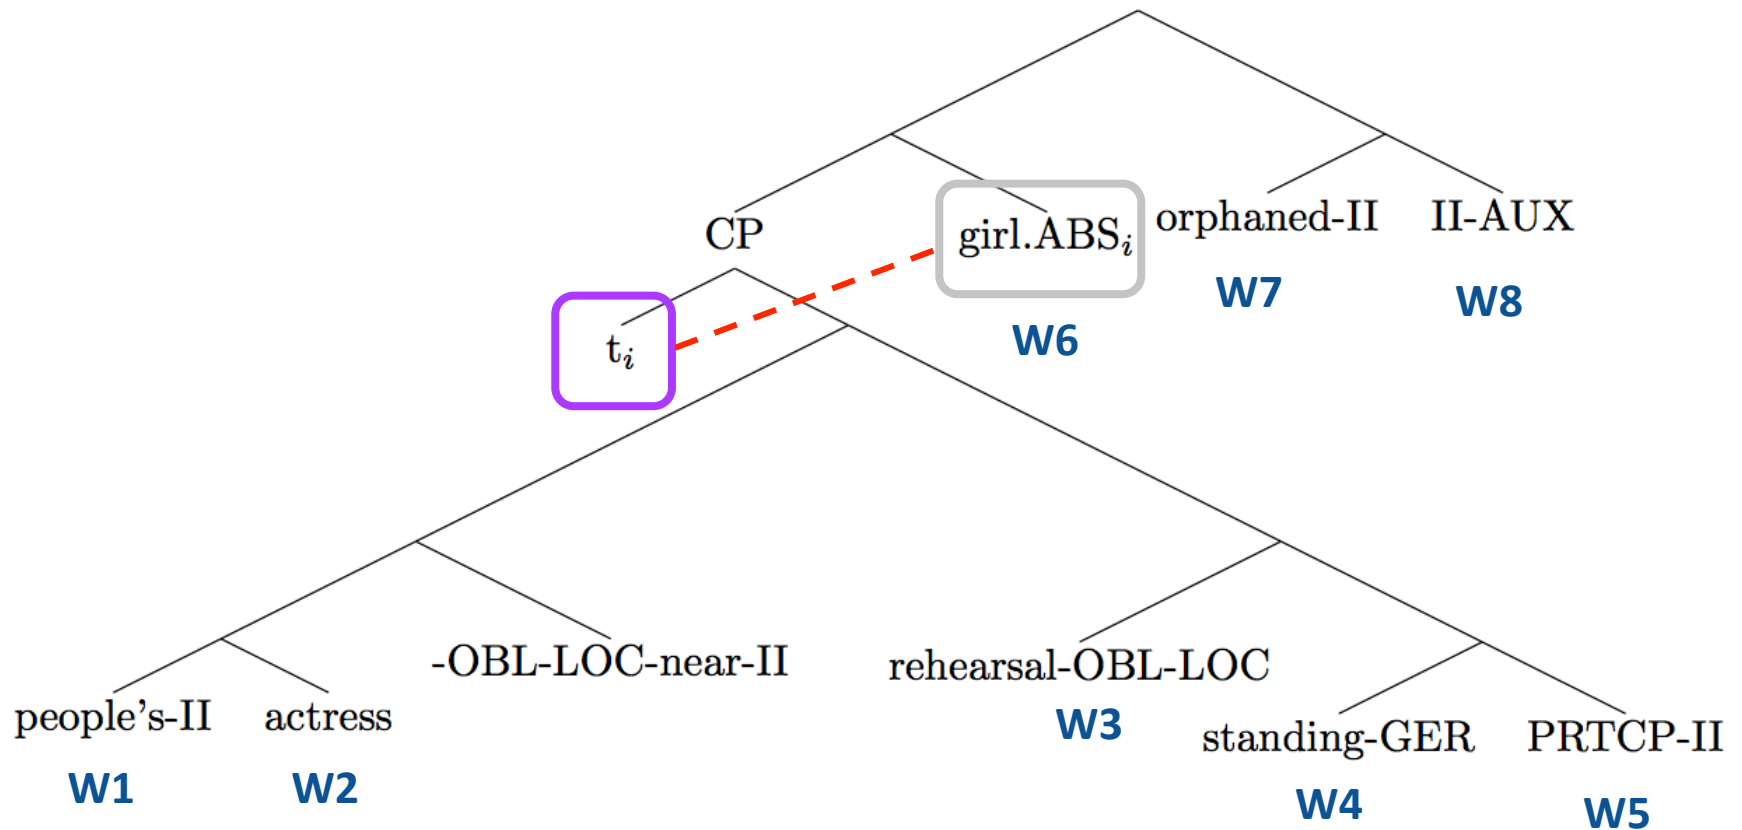 CP
girl.ABSi
orphaned-II
II-AUX
W7
W8
W6
ti
-OBL-LOC-near-II
rehearsal-OBL-LOC
people's-II
actress
W3
standing-GER
PRTCP-II
W1
W2
W4
W5